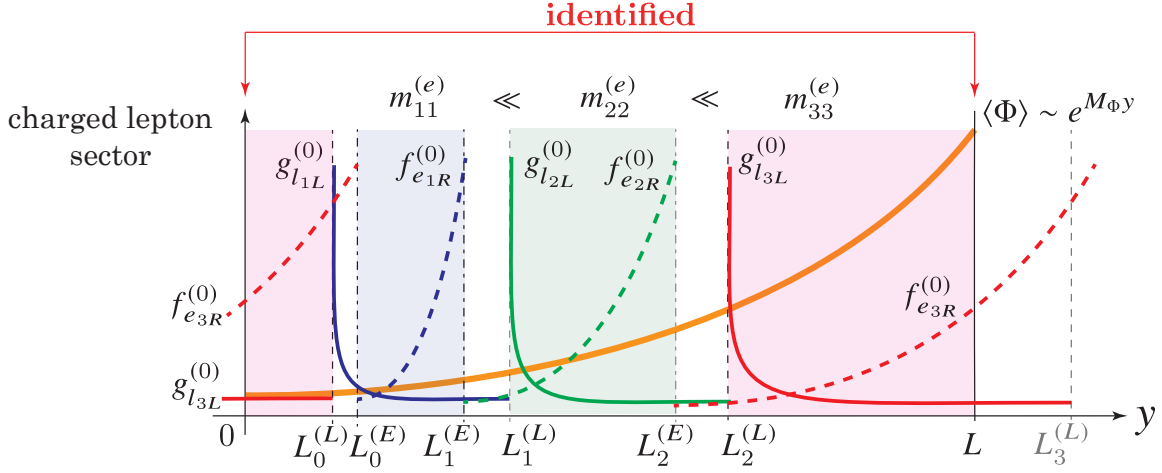 identified
m_{11}^{(e)} ≪ m_{22}^{(e)} ≪ m_{33}^{(e)}
charged lepton
sector
⟨Φ⟩ ~ e^{M_Φ y}
g_{l_{1L}}^{(0)} f_{e_{1R}}^{(0)} g_{l_{2L}}^{(0)} f_{e_{2R}}^{(0)} g_{l_{3L}}^{(0)}
f_{e_{3R}}^{(0)} f_{e_{3R}}^{(0)}
g_{l_{3L}}^{(0)}
0 L_0^{(L)} L_0^{(E)} L_1^{(E)} L_1^{(L)} L_2^{(E)} L_2^{(L)} L L_3^{(L)} y